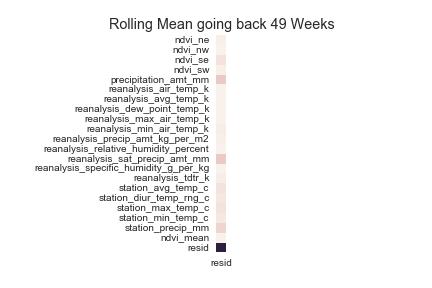 Rolling Mean going back 49 Weeks
ndvi_ne
ndvi_nw
ndvi_se
ndvi_sw
precipitation_amt_mm
reanalysis_air_temp_k
reanalysis_avg_temp_k
reanalysis_dew_point_temp_k
reanalysis_max_air_temp_k
reanalysis_min_air_temp_k
reanalysis_precip_amt_kg_per_m2
reanalysis_relative_humidity_percent
reanalysis_sat_precip_amt_mm
reanalysis_specific_humidity_g_per_kg
reanalysis_tdtr_k
station_avg_temp_c
station_diur_temp_rng_c
station_max_temp_c
station_min_temp_c
station_precip_mm
ndvi_mean
resid
resid